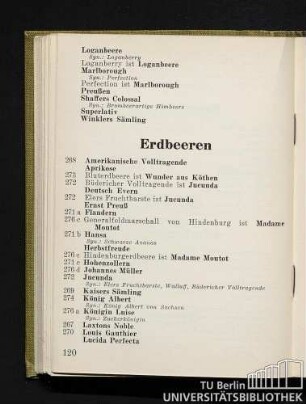 Loganbeere
Syn.: Loganberry
Loganberry ist Loganbeere
Marlborough
Syn.: Perfection
Perfection ist Marlborough
Preußen
Shaffers Colossal
Syn.: Brombeerartige Himbeere
Superlativ
Winklers Sämling
Erdbeeren
268 Amerikanische Volltragende
Aprikose
273 Bluterdbeere ist Wunder aus Köthen
272 Büdericher Volltragende ist Jucunda
Deutsch Evern
272 Elers Fruchtbarste ist Jucunda
Ernst Preuß
271 a Flandern
276 c Generalfeldmarschall von Hindenburg ist Madame
Moutot
271 b Hansa
Syn.: Schwarze Ananas
Herbstfreude
276 c Hindenburgerdbeere ist Madame Moutot
271 c Hohenzollern
276 d Johannes Müller
272 Jucunda
Syn.: Elers Fruchtbarste, Walluff, Büdericher Volltragende
269 Kaisers Sämling
274 König Albert
Syn.: König Albert von Sachsen
276 a Königin Luise
Syn.: Zuckerkönigin
267 Laxtons Noble
270 Louis Gauthier
Lucida Perfecta
120
TU Berlin
UNIVERSITÄTSBIBLIOTHEK